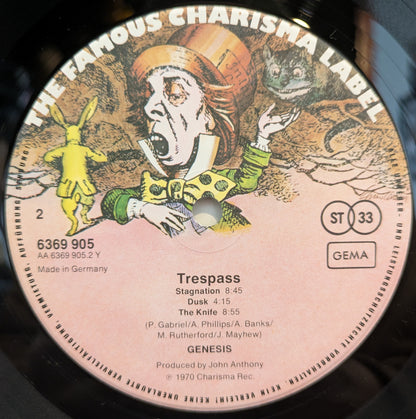 THE FAMOUS CHARISMA LABEL
2
ST 33
6369 905
AA 6369 905.2 Y
GEMA
Made in Germany
Trespass
Stagnation 8:45
Dusk 4:15
The Knife 8:55
(P. Gabriel/A. Phillips/A. Banks/
M. Rutherford/J. Mayhew)
GENESIS
Produced by John Anthony
℗ 1970 Charisma Rec.